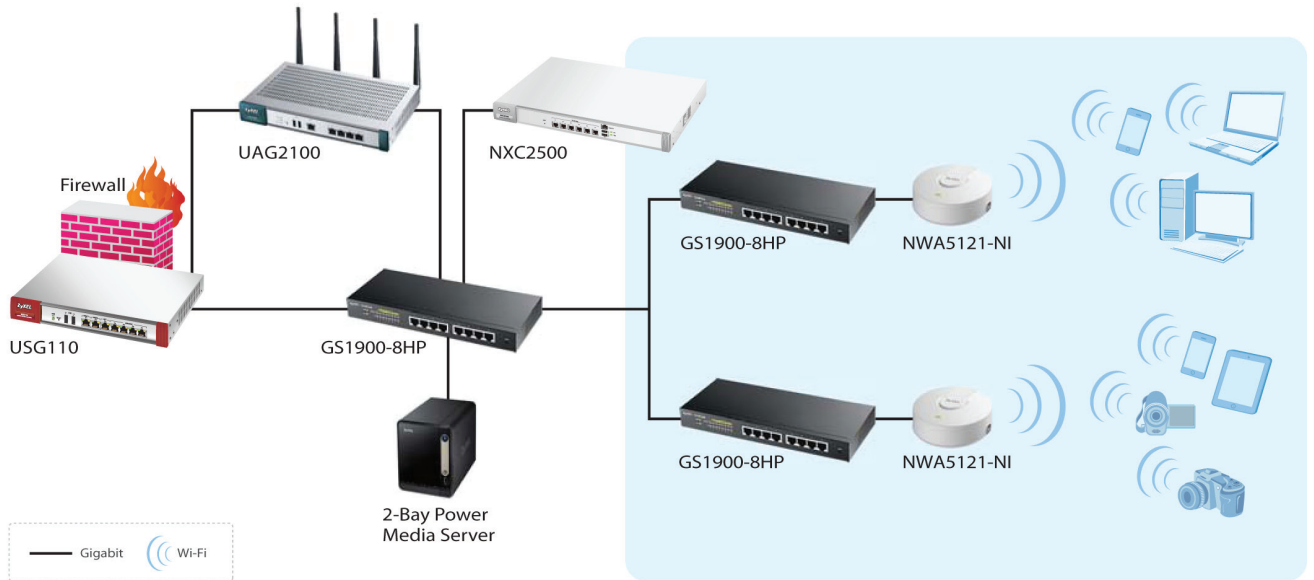 UAG2100
NXC2500
Firewall
ZyXEL
USG110
GS1900-8HP
GS1900-8HP
NWA5121-NI
GS1900-8HP
NWA5121-NI
2-Bay Power
Media Server
Gigabit
Wi-Fi